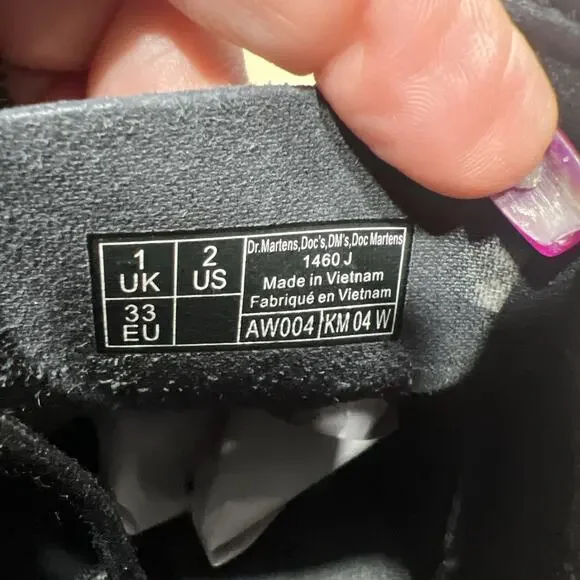 1 UK
2 US
33 EU
Dr.Martens,Doc's,DM's,Doc Martens
1460 J
Made in Vietnam
Fabriqué en Vietnam
AW004 KM 04 W